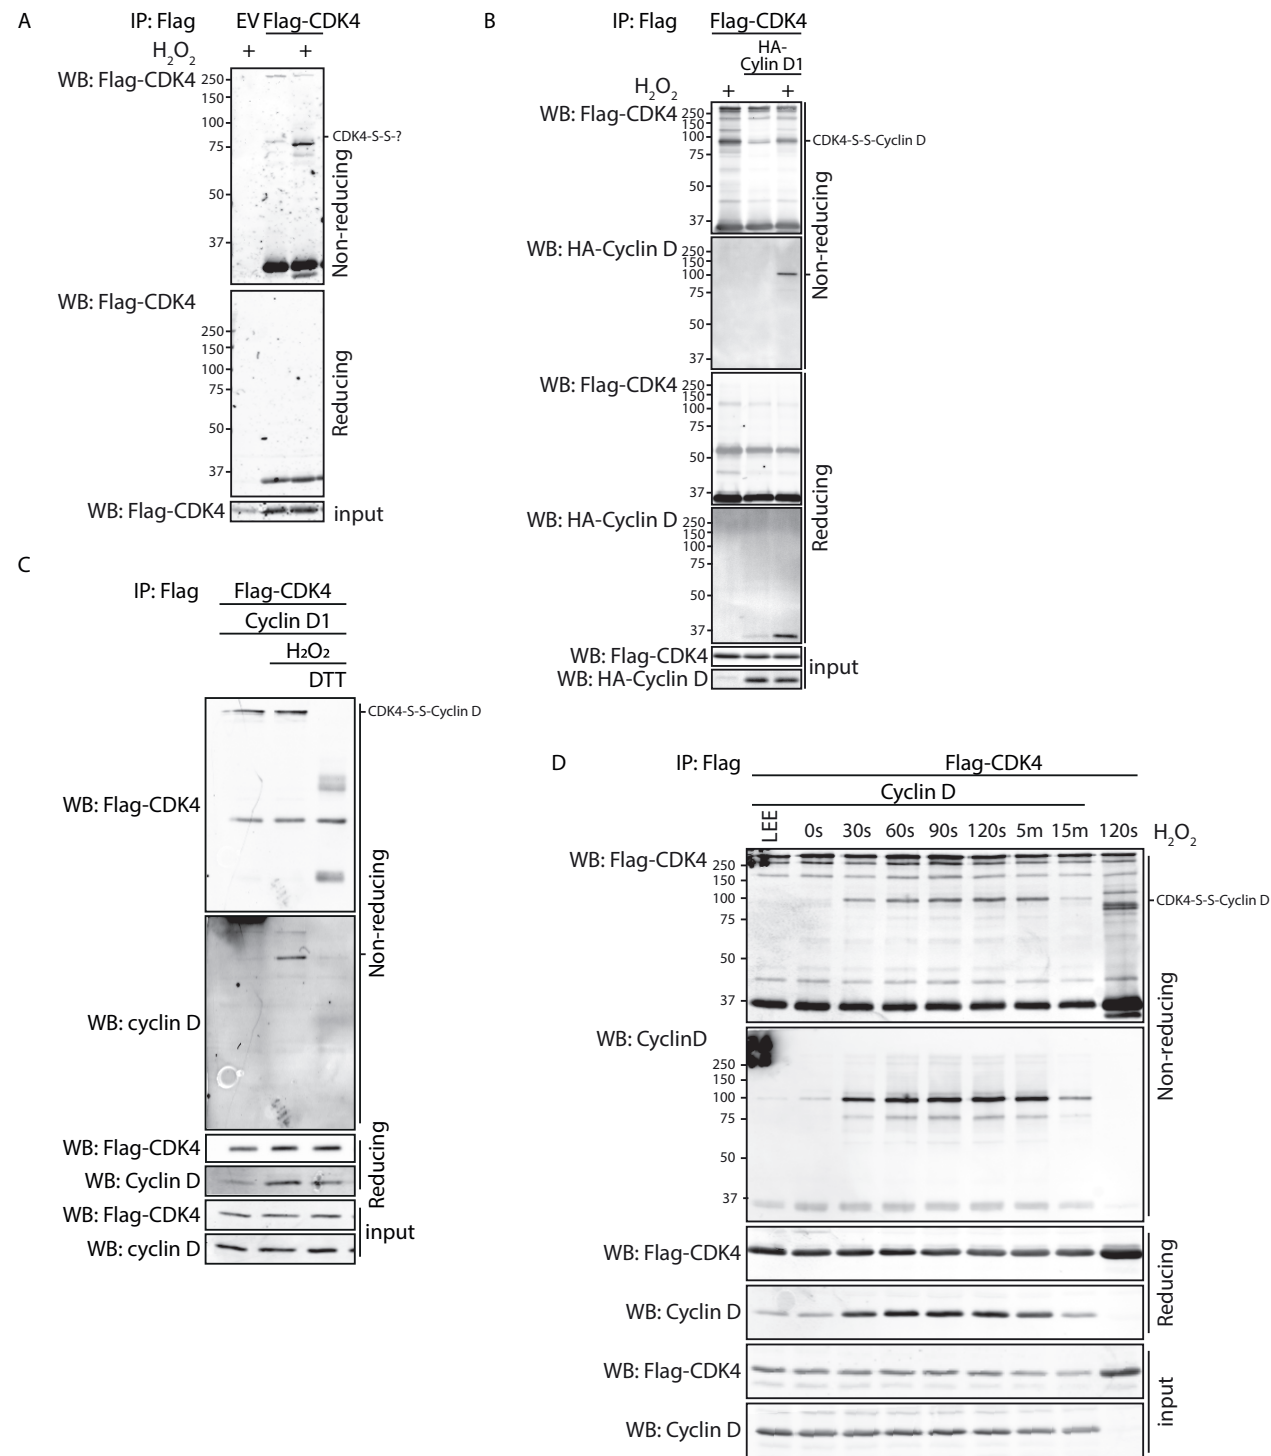 A
IP: Flag
EV Flag-CDK4
H2O2
+ +
WB: Flag-CDK4
250
150
100
75
50
37
CDK4-S-S-?
Non-reducing
WB: Flag-CDK4
250
150
100
75
50
37
Reducing
WB: Flag-CDK4
input
B
IP: Flag
Flag-CDK4
HA-
Cylin D1
H2O2
+ +
WB: Flag-CDK4
250
150
100
75
50
37
CDK4-S-S-Cyclin D
WB: HA-Cyclin D
250
150
100
75
50
37
Non-reducing
WB: Flag-CDK4
250
150
100
75
50
37
WB: HA-Cyclin D
250
150
100
75
50
37
Reducing
WB: Flag-CDK4
WB: HA-Cyclin D
input
C
IP: Flag
Flag-CDK4
Cyclin D1
H2O2
DTT
CDK4-S-S-Cyclin D
WB: Flag-CDK4
Non-reducing
WB: cyclin D
WB: Flag-CDK4
WB: Cyclin D
Reducing
WB: Flag-CDK4
WB: cyclin D
input
D
IP: Flag
Flag-CDK4
Cyclin D
LEE 0s 30s 60s 90s 120s 5m 15m 120s H2O2
WB: Flag-CDK4
250
150
100
75
50
37
CDK4-S-S-Cyclin D
WB: CyclinD
250
150
100
75
50
37
Non-reducing
WB: Flag-CDK4
WB: Cyclin D
Reducing
WB: Flag-CDK4
WB: Cyclin D
input